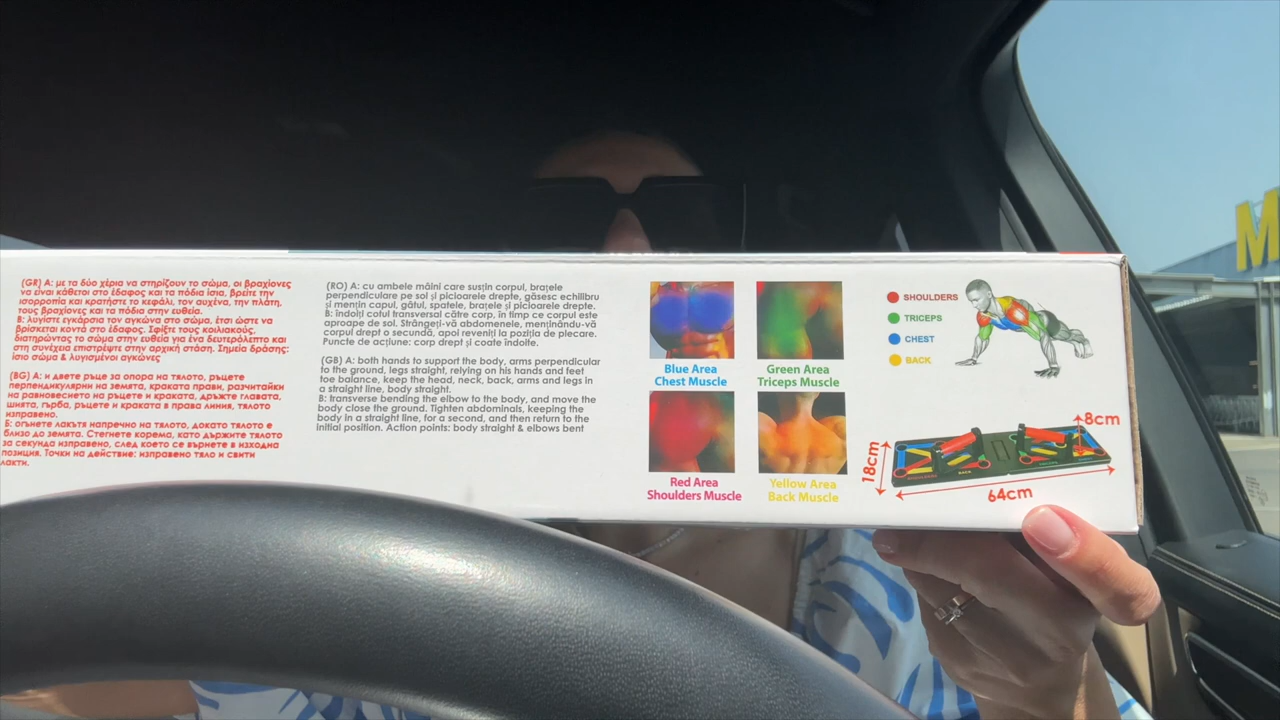 (GR) A: με τα δύο χέρια να στηρίζουν το σώμα, οι βραχίονες
να είναι κάθετοι στο έδαφος και τα πόδια ίσια, βρείτε την
ισορροπία και κρατήστε το κεφάλι, τον αυχένα, την πλάτη,
τους βραχίονες και τα πόδια στην ευθεία.
B: λυγίστε εγκάρσια τον αγκώνα στο σώμα, έτσι ώστε να
βρίσκεται κοντά στο έδαφος. Σφίξτε τους κοιλιακούς,
διατηρώντας το σώμα στην ευθεία για ένα δευτερόλεπτο και
στη συνέχεια επιστρέψτε στην αρχική στάση. Σημεία δράσης:
ίσιο σώμα & λυγισμένοι αγκώνες
(BG) А: и двете ръце за опора на тялото, ръцете
перпендикулярни на земята, краката прави, разчитайки
на равновесието на ръцете и краката, дръжте главата,
шията, гърба, ръцете и краката в права линия, тялото
изправено.
Б: огънете лакътя напречно на тялото, докато тялото е
близо до земята. Стегнете корема, като държите тялото
за секунда изправено, след което се върнете в изходна
позиция. Точки на действие: изправено тяло и свити
лакти.
(RO) A: cu ambele mâini care susțin corpul, brațele
perpendiculare pe sol și picioarele drepte, găsesc echilibru
și mențin capul, gâtul, spatele, brațele și picioarele drepte.
B: îndoiți cotul transversal către corp, în timp ce corpul este
aproape de sol. Strângeți-vă abdomenele, menținându-vă
corpul drept o secundă, apoi reveniți la poziția de plecare.
Puncte de acțiune: corp drept și coate îndoite.
(GB) A: both hands to support the body, arms perpendicular
to the ground, legs straight, relying on his hands and feet
toe balance, keep the head, neck, back, arms and legs in
a straight line, body straight.
B: transverse bending the elbow to the body, and move the
body close the ground. Tighten abdominals, keeping the
body in a straight line, for a second, and then return to the
initial position. Action points: body straight & elbows bent
Blue Area
Chest Muscle
Green Area
Triceps Muscle
Red Area
Shoulders Muscle
Yellow Area
Back Muscle
SHOULDERS
TRICEPS
CHEST
BACK
8cm
18cm
64cm
M